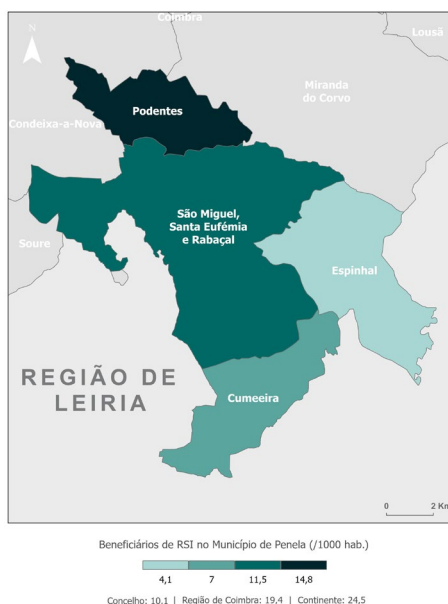 Coimbra
Lousã
Miranda
do Corvo
Podentes
Condeixa-a-Nova
São Miguel,
Santa Eufémia
e Rabaçal
Soure
Espinhal
REGIÃO DE
LEIRIA
Cumeeira
0 2 Km
Beneficiários de RSI no Município de Penela (/1000 hab.)
4,1 7 11,5 14,8
Concelho: 10,1 | Região de Coimbra: 19,4 | Continente: 24,5